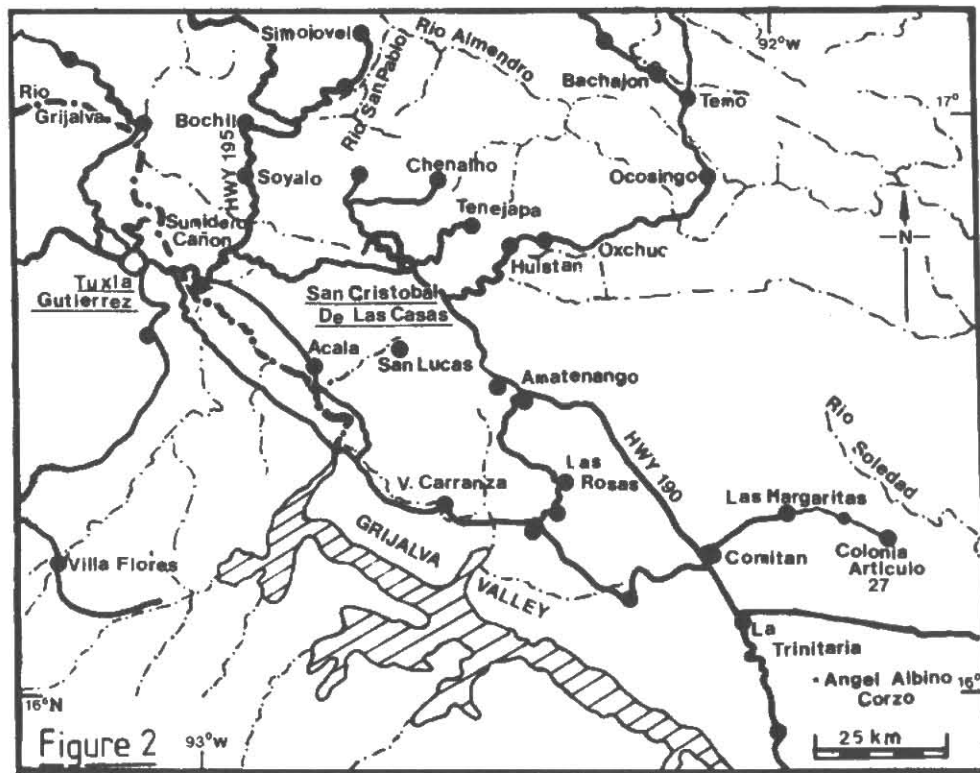 Simojovel
92°W
Rio Almendro
Bachajon
Rio
Grijalva
Rio San Pablo
Temo
17°
Bochil
HWY 195
Chenalho
Soyalo
Ocosingo
Tenejapa
Sumidero
Cañon
N
Oxchuc
Huistan
Tuxla
Gutierrez
San Cristobal
De Las Casas
Acala
San Lucas
Amatenango
Rio
Soledad
HWY 190
Las
Rosas
V. Carranza
Las Margaritas
GRIJALVA
VALLEY
Comitan
Colonia
Articulo
27
Villa Flores
La
Trinitaria
Angel Albino
Corzo
16°
16°N
Figure 2
93°W
25 km